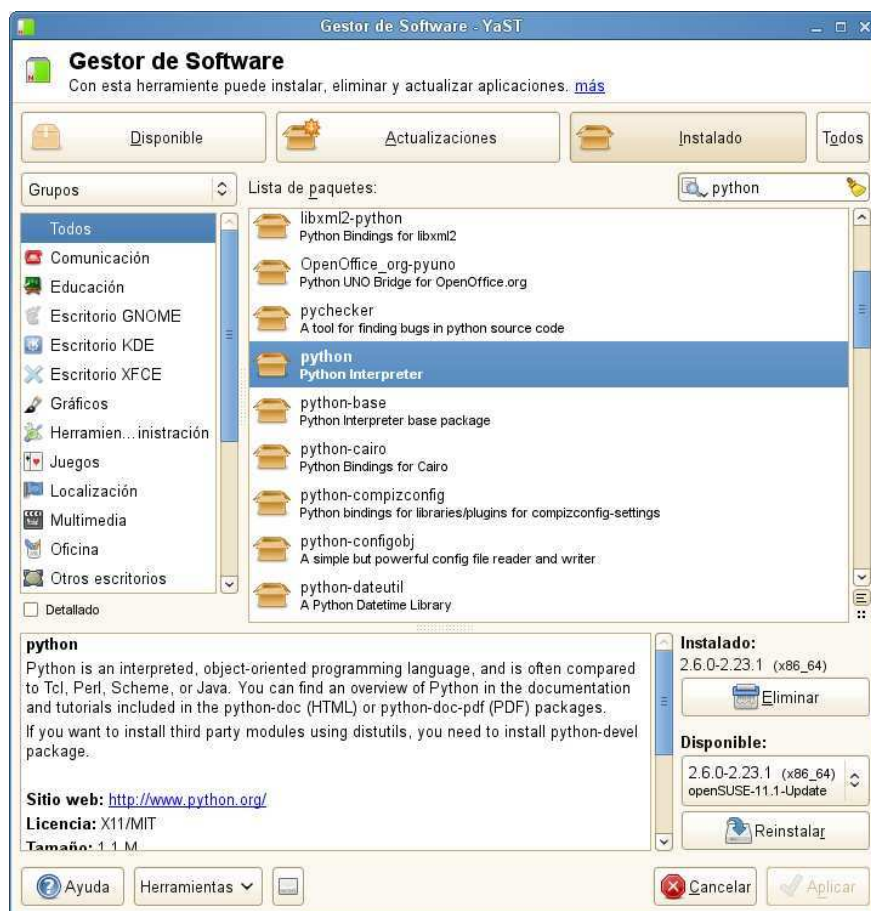 Gestor de Software - YaST
Gestor de Software
Con esta herramiente puede instalar, eliminar y actualizar aplicaciones. más
Disponible
Actualizaciones
Instalado
Todos
Grupos
Lista de paquetes:
python
Todos
Comunicación
Educación
Escritorio GNOME
Escritorio KDE
Escritorio XFCE
Gráficos
Herramien...inistración
Juegos
Localización
Multimedia
Oficina
Otros escritorios
Detallado
libxml2-python
Python Bindings for libxml2
OpenOffice_org-pyuno
Python UNO Bridge for OpenOffice.org
pychecker
A tool for finding bugs in python source code
python
Python Interpreter
python-base
Python Interpreter base package
python-cairo
Python Bindings for Cairo
python-compizconfig
Python bindings for libraries/plugins for compizconfig-settings
python-configobj
A simple but powerful config file reader and writer
python-dateutil
A Python Datetime Library
python
Python is an interpreted, object-oriented programming language, and is often compared
to Tcl, Perl, Scheme, or Java. You can find an overview of Python in the documentation
and tutorials included in the python-doc (HTML) or python-doc-pdf (PDF) packages.
If you want to install third party modules using distutils, you need to install python-devel
package.
Sitio web: http://www.python.org/
Licencia: X11/MIT
Tamaño: 1.1 M
Instalado:
2.6.0-2.23.1 (x86_64)
Eliminar
Disponible:
2.6.0-2.23.1 (x86_64)
openSUSE-11.1-Update
Reinstalar
Ayuda
Herramientas
Cancelar
Aplicar